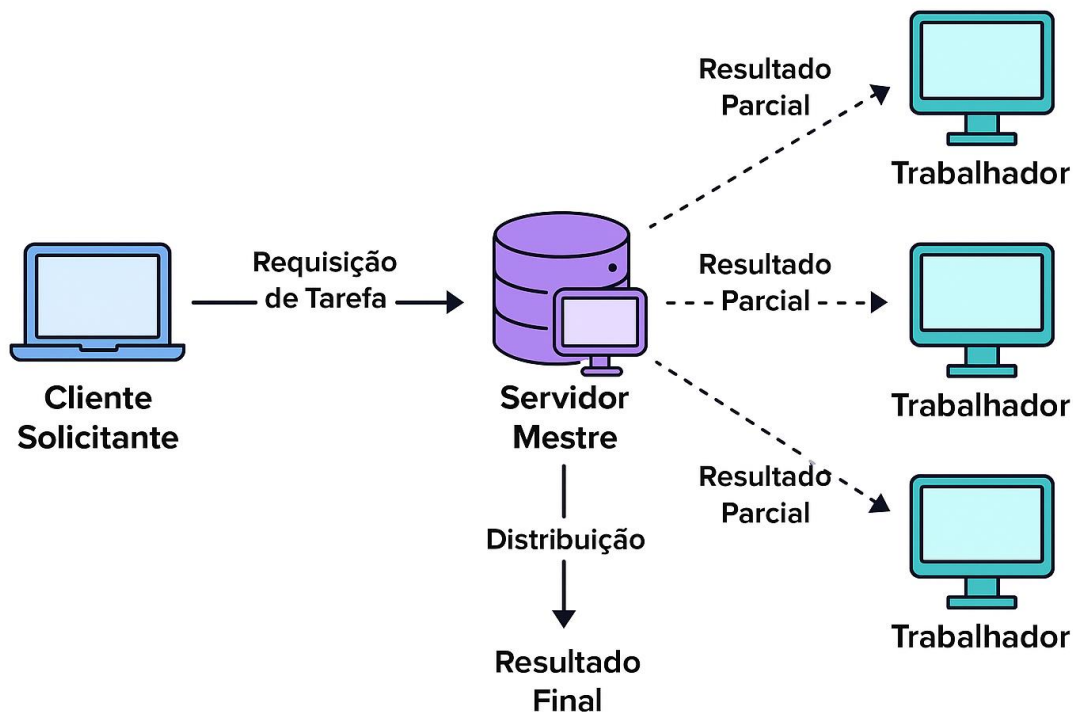 Resultado
Parcial
Trabalhador
Requisição
de Tarefa
Resultado
Parcial
Cliente
Solicitante
Servidor
Mestre
Trabalhador
Resultado
Parcial
Distribuição
Trabalhador
Resultado
Final